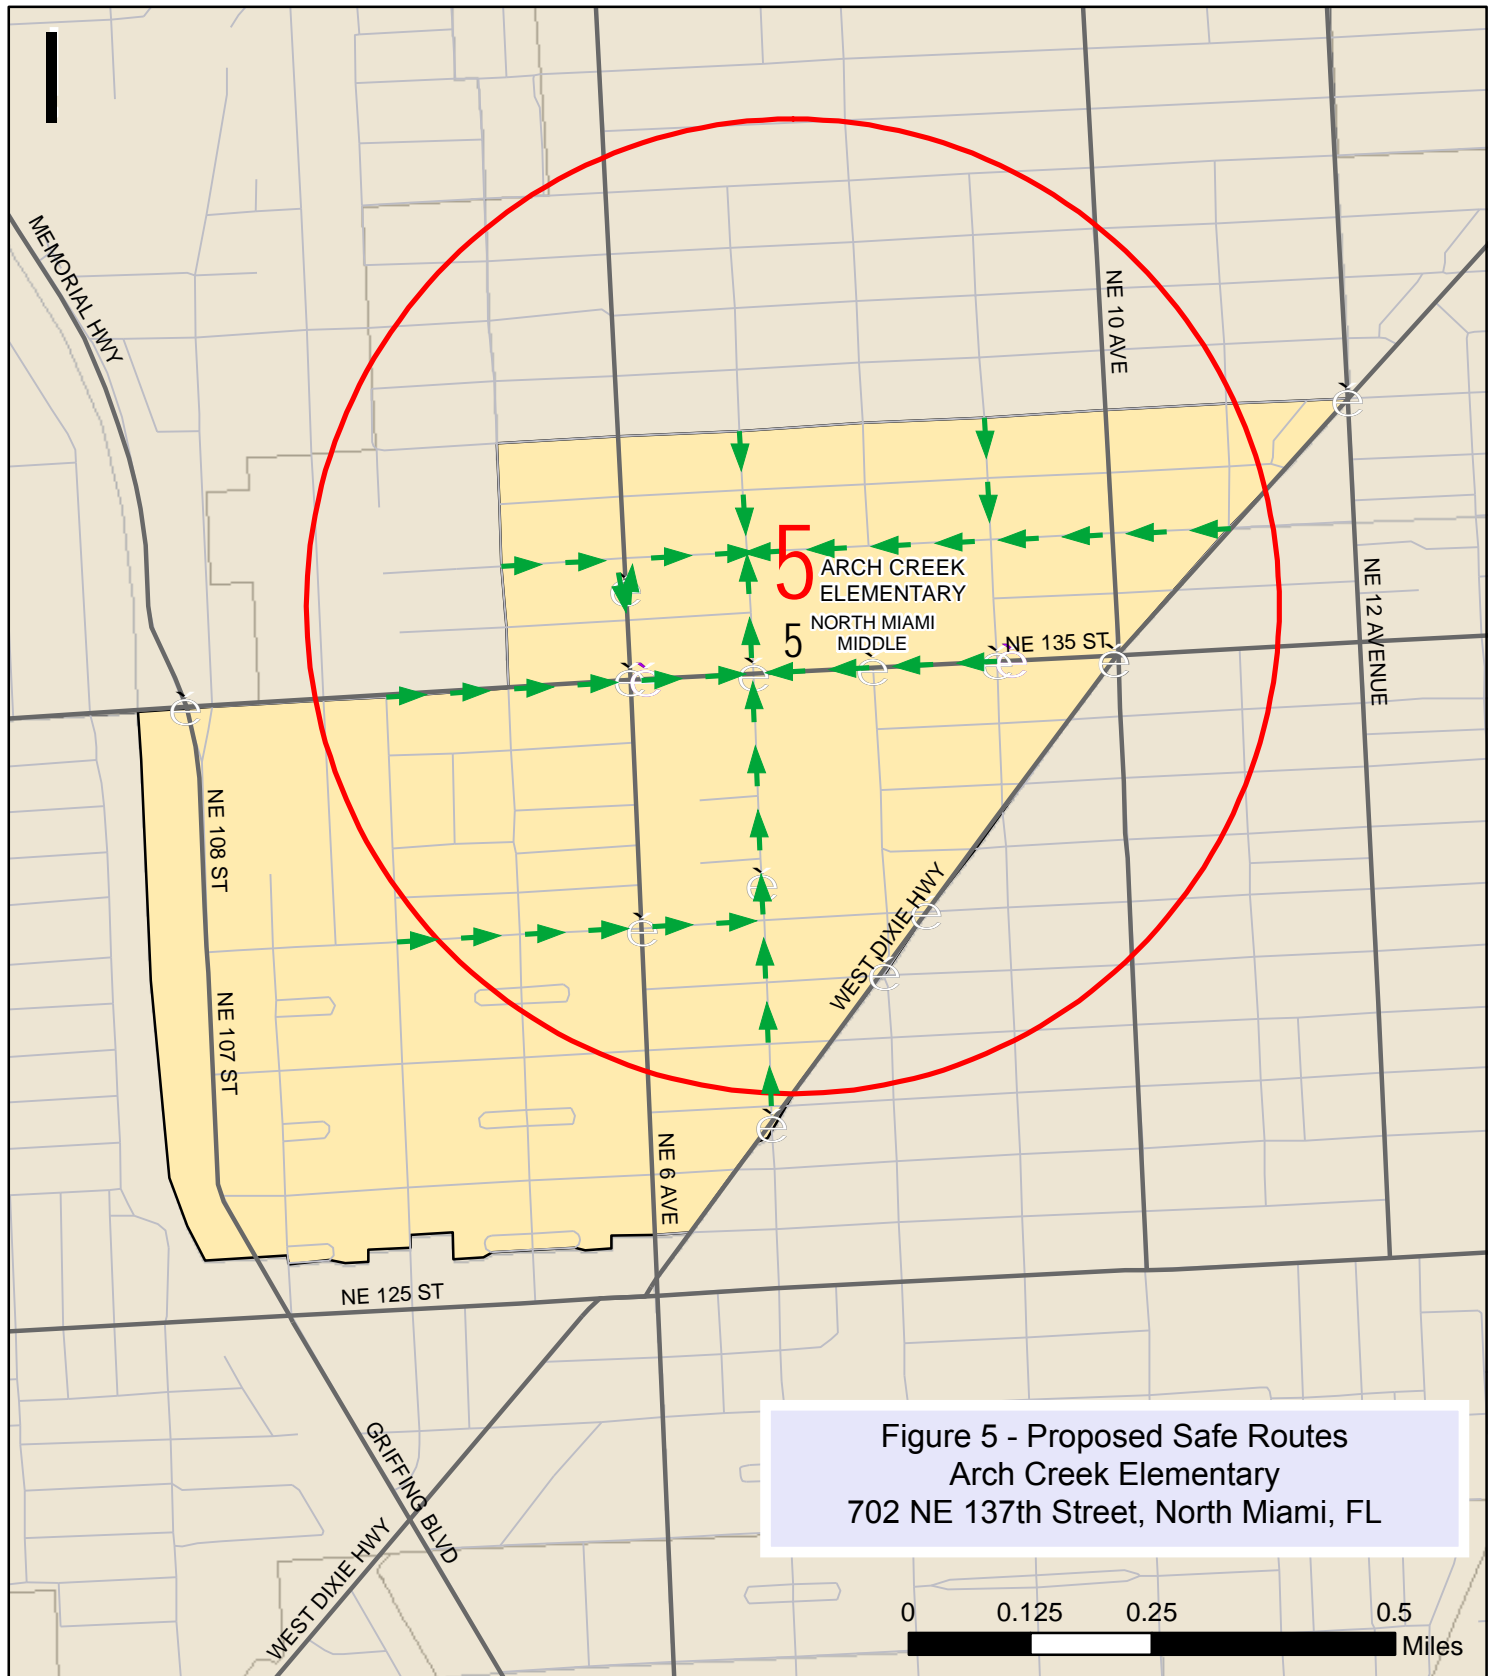 MEMORIAL HWY
NE 10 AVE
5
ARCH CREEK
ELEMENTARY
5
NORTH MIAMI
MIDDLE
NE 135 ST
NE 12 AVENUE
NE 108 ST
WEST DIXIE HWY
NE 107 ST
NE 6 AVE
NE 125 ST
GRIFFING BLVD
WEST DIXIE HWY
Figure 5 - Proposed Safe Routes
Arch Creek Elementary
702 NE 137th Street, North Miami, FL
0 0.125 0.25 0.5
Miles